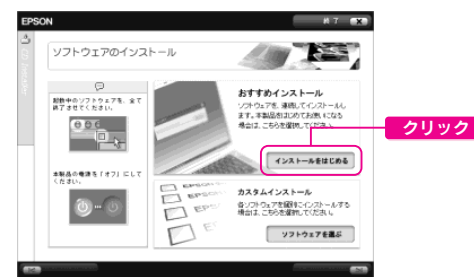 EPSON
終了
ソフトウェアのインストール
起動中のソフトウェアを、全て
終了させてください。
本製品の電源を「オフ」にして
ください。
おすすめインストール
ソフトウェアを、連続してインストールし
ます。本製品をはじめてお使いになる
場合は、こちらを選択してください。
インストールをはじめる
クリック
カスタムインストール
各ソフトウェアを個別にインストールする
場合は、こちらを選択してください。
ソフトウェアを選ぶ